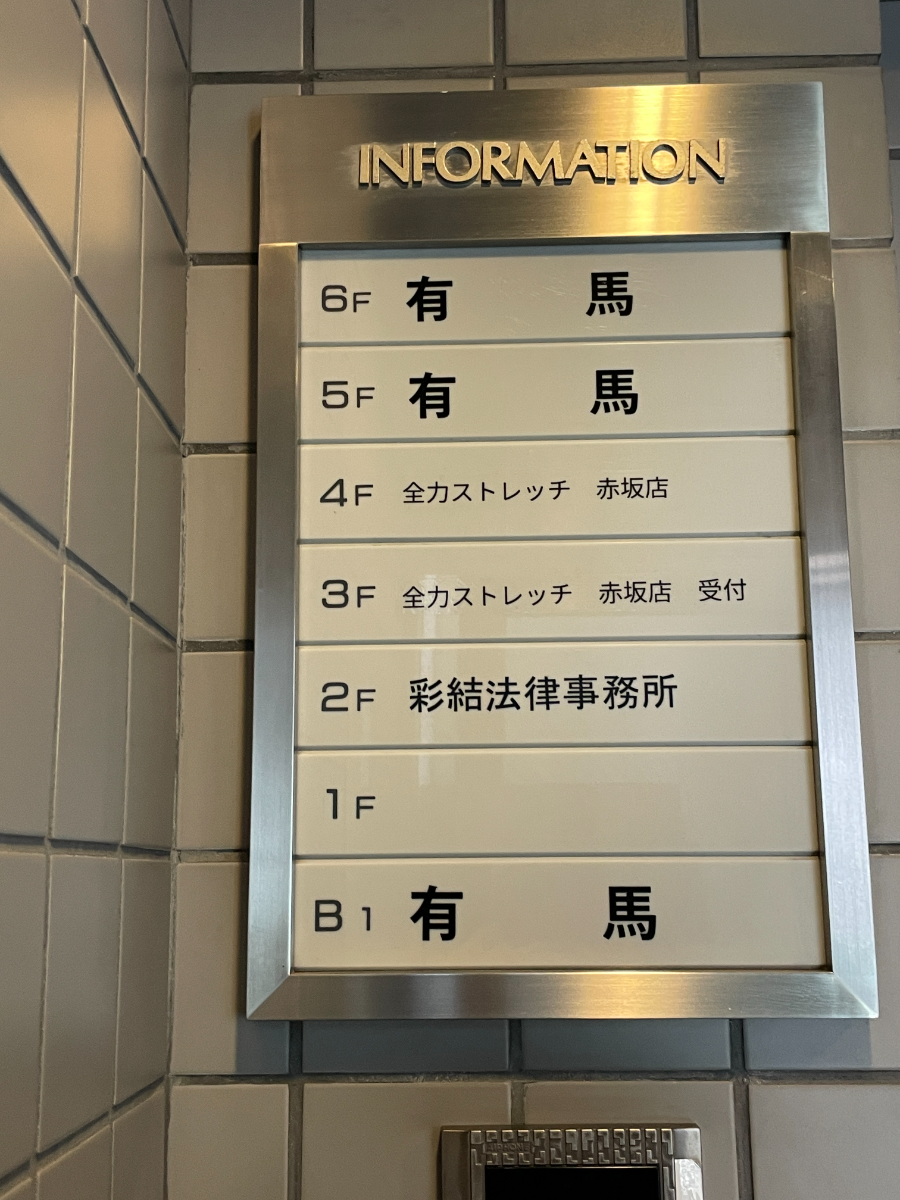 INFORMATION
6F 有 馬
5F 有 馬
4F 全力ストレッチ 赤坂店
3F 全力ストレッチ 赤坂店 受付
2F 彩結法律事務所
1F
B1 有 馬